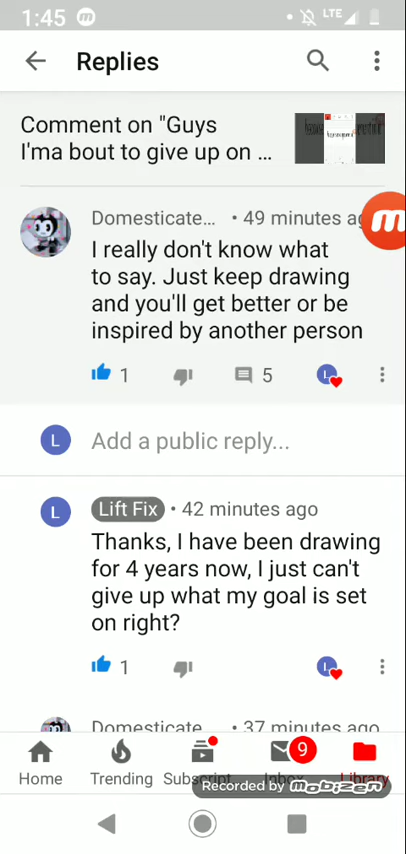 1:45 LTE
Replies
Comment on "Guys
I'ma bout to give up on ...
Domesticate... • 49 minutes ag
I really don't know what
to say. Just keep drawing
and you'll get better or be
inspired by another person
1 5 L
L Add a public reply...
L Lift Fix • 42 minutes ago
Thanks, I have been drawing
for 4 years now, I just can't
give up what my goal is set
on right?
1 L
Domesticate • 37 minutes ago
9
Home Trending Subscript Inbox Library
Recorded by mobizen